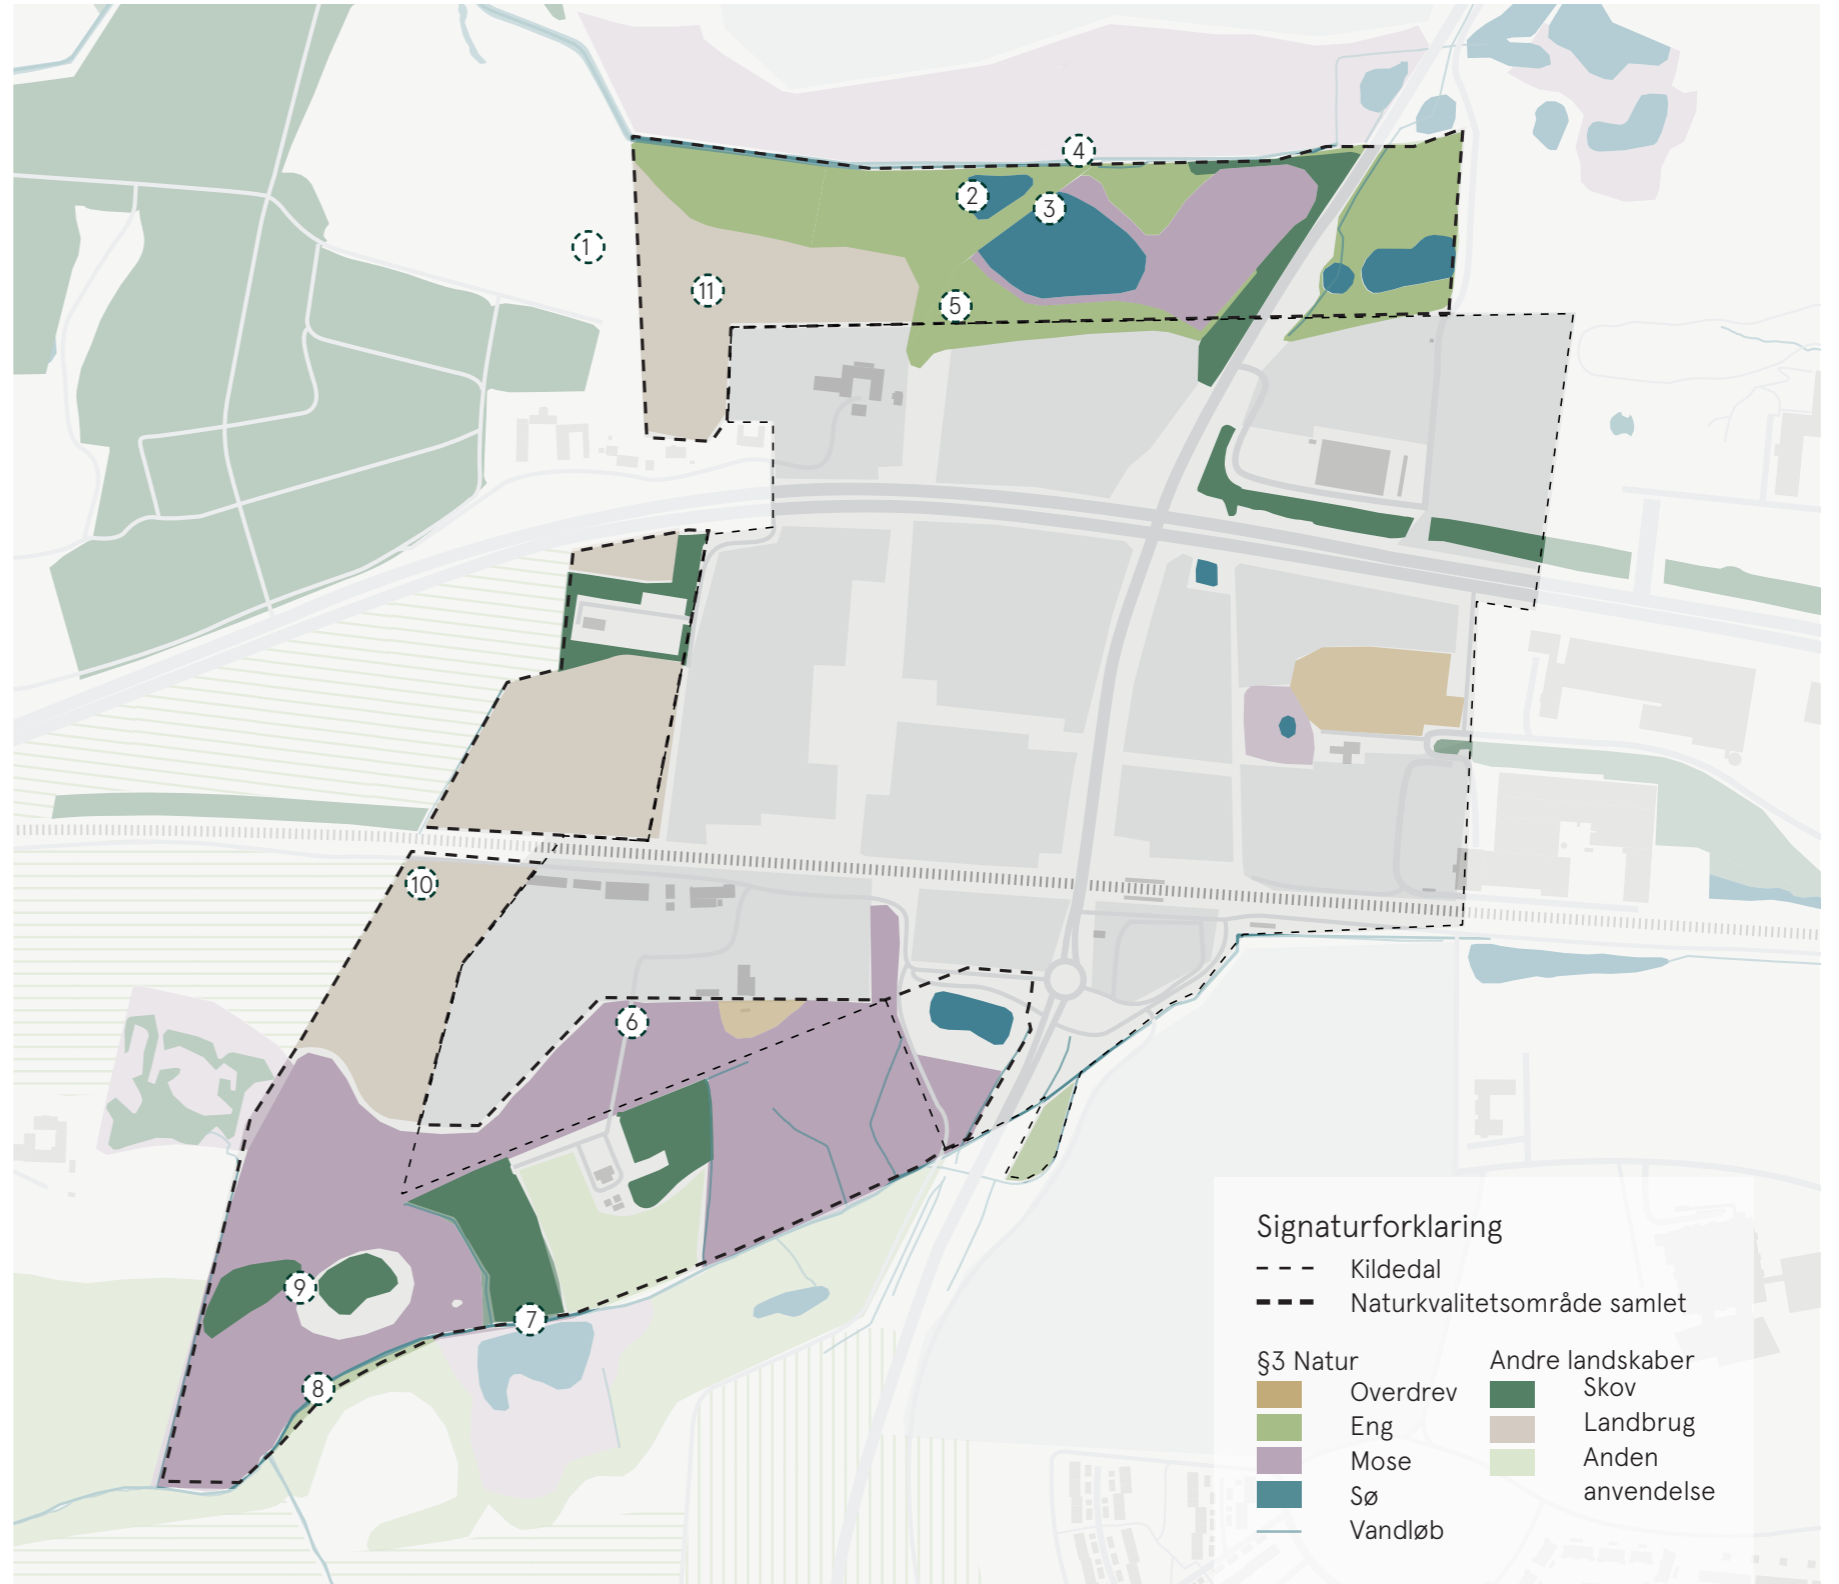 4
2
3
1
11
5
10
6
9
7
8
Signaturforklaring
Kildedal
Naturkvalitetsområde samlet
§3 Natur
Overdrev
Eng
Mose
Sø
Vandløb
Andre landskaber
Skov
Landbrug
Anden
anvendelse